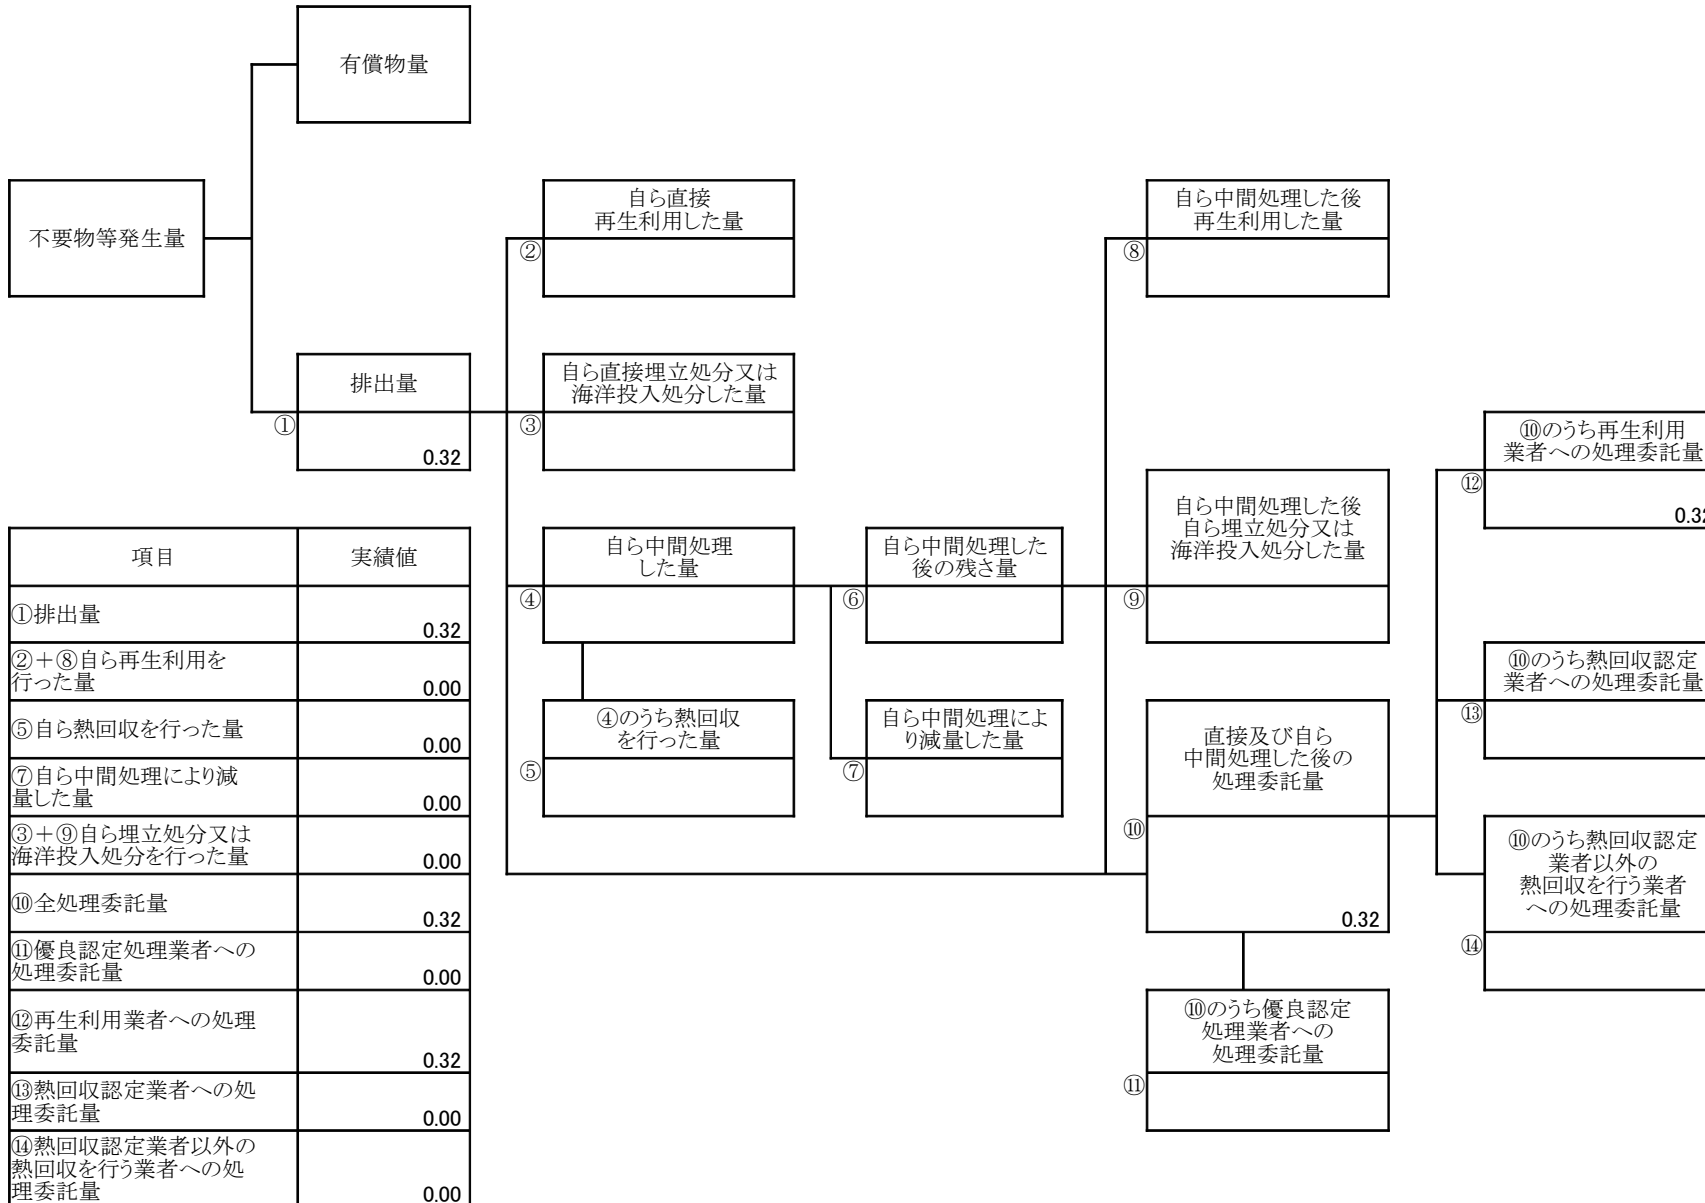 有償物量
不要物等発生量
自ら直接
再生利用した量
②
自ら中間処理した後
再生利用した量
⑧
排出量
①
0.32
自ら直接埋立処分又は
海洋投入処分した量
③
⑩のうち再生利用
業者への処理委託量
⑫
0.32
自ら中間処理
した量
④
自ら中間処理した
後の残さ量
⑥
自ら中間処理した後
自ら埋立処分又は
海洋投入処分した量
⑨
④のうち熱回収
を行った量
⑤
自ら中間処理によ
り減量した量
⑦
直接及び自ら
中間処理した後の
処理委託量
⑩
0.32
⑩のうち熱回収認定
業者への処理委託量
⑬
⑩のうち熱回収認定
業者以外の
熱回収を行う業者
への処理委託量
⑭
⑩のうち優良認定
処理業者への
処理委託量
⑪
項目 実績値
①排出量 0.32
②+⑧自ら再生利用を
行った量 0.00
⑤自ら熱回収を行った量 0.00
⑦自ら中間処理により減
量した量 0.00
③+⑨自ら埋立処分又は
海洋投入処分を行った量 0.00
⑩全処理委託量 0.32
⑪優良認定処理業者への
処理委託量 0.00
⑫再生利用業者への処理
委託量 0.32
⑬熱回収認定業者への処
理委託量 0.00
⑭熱回収認定業者以外の
熱回収を行う業者への処
理委託量 0.00